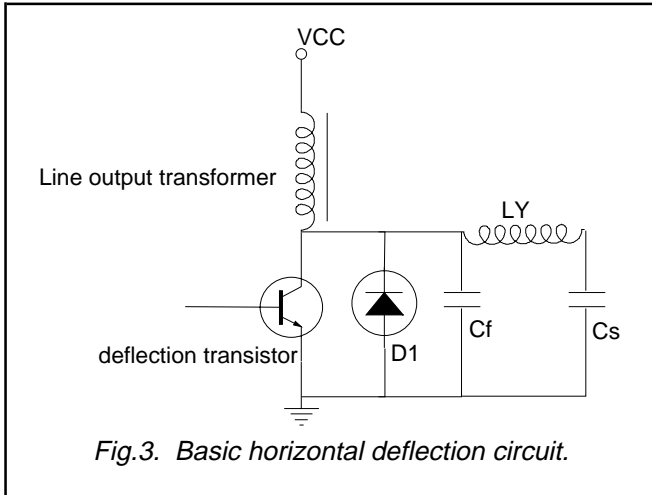 VCC
Line output transformer
LY
Cf
Cs
D1
deflection transistor
Fig.3. Basic horizontal deflection circuit.